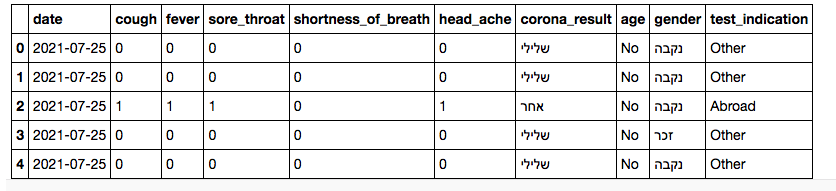 date cough fever sore_throat shortness_of_breath head_ache corona_result age gender test_indication
0 2021-07-25 0 0 0 0 0 שלילי No נקבה Other
1 2021-07-25 0 0 0 0 0 שלילי No נקבה Other
2 2021-07-25 1 1 1 0 1 אחר No נקבה Abroad
3 2021-07-25 0 0 0 0 0 שלילי No זכר Other
4 2021-07-25 0 0 0 0 0 שלילי No נקבה Other